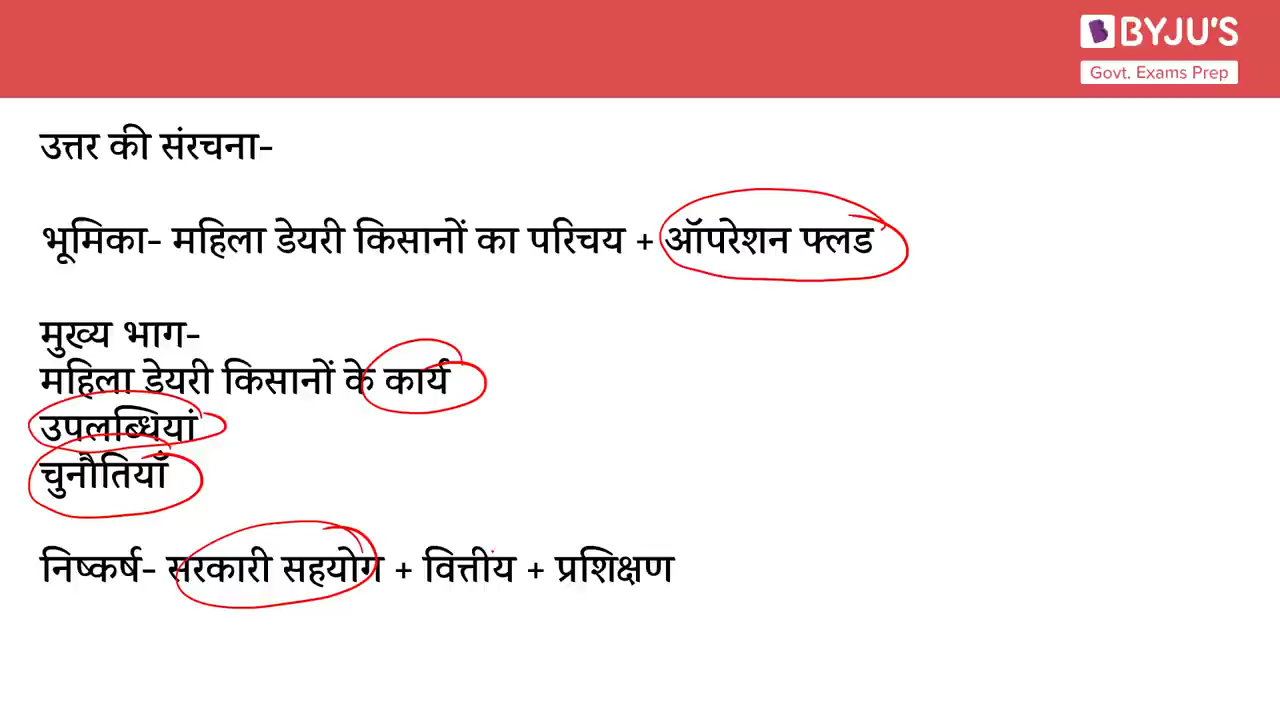 BYJU'S
Govt. Exams Prep
उत्तर की संरचना-
भूमिका- महिला डेयरी किसानों का परिचय + ऑपरेशन फ्लड
मुख्य भाग-
महिला डेयरी किसानों के कार्य
उपलब्धियां
चुनौतियाँ
निष्कर्ष- सरकारी सहयोग + वित्तीय + प्रशिक्षण